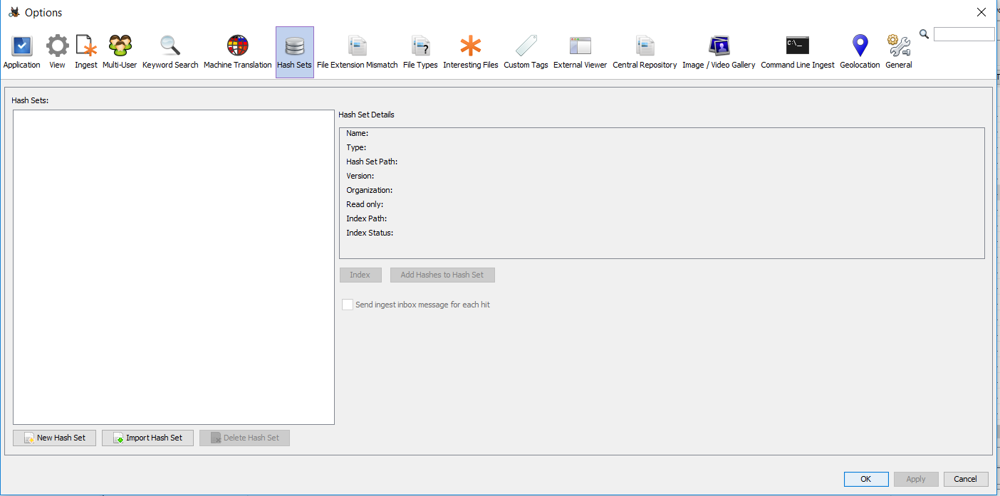 Options
Application View Ingest Multi-User Keyword Search Machine Translation Hash Sets File Extension Mismatch File Types Interesting Files Custom Tags External Viewer Central Repository Image / Video Gallery Command Line Ingest Geolocation General
C:\_
Hash Sets:
Hash Set Details
Name:
Type:
Hash Set Path:
Version:
Organization:
Read only:
Index Path:
Index Status:
Index Add Hashes to Hash Set
Send ingest inbox message for each hit
New Hash Set Import Hash Set Delete Hash Set
OK Apply Cancel